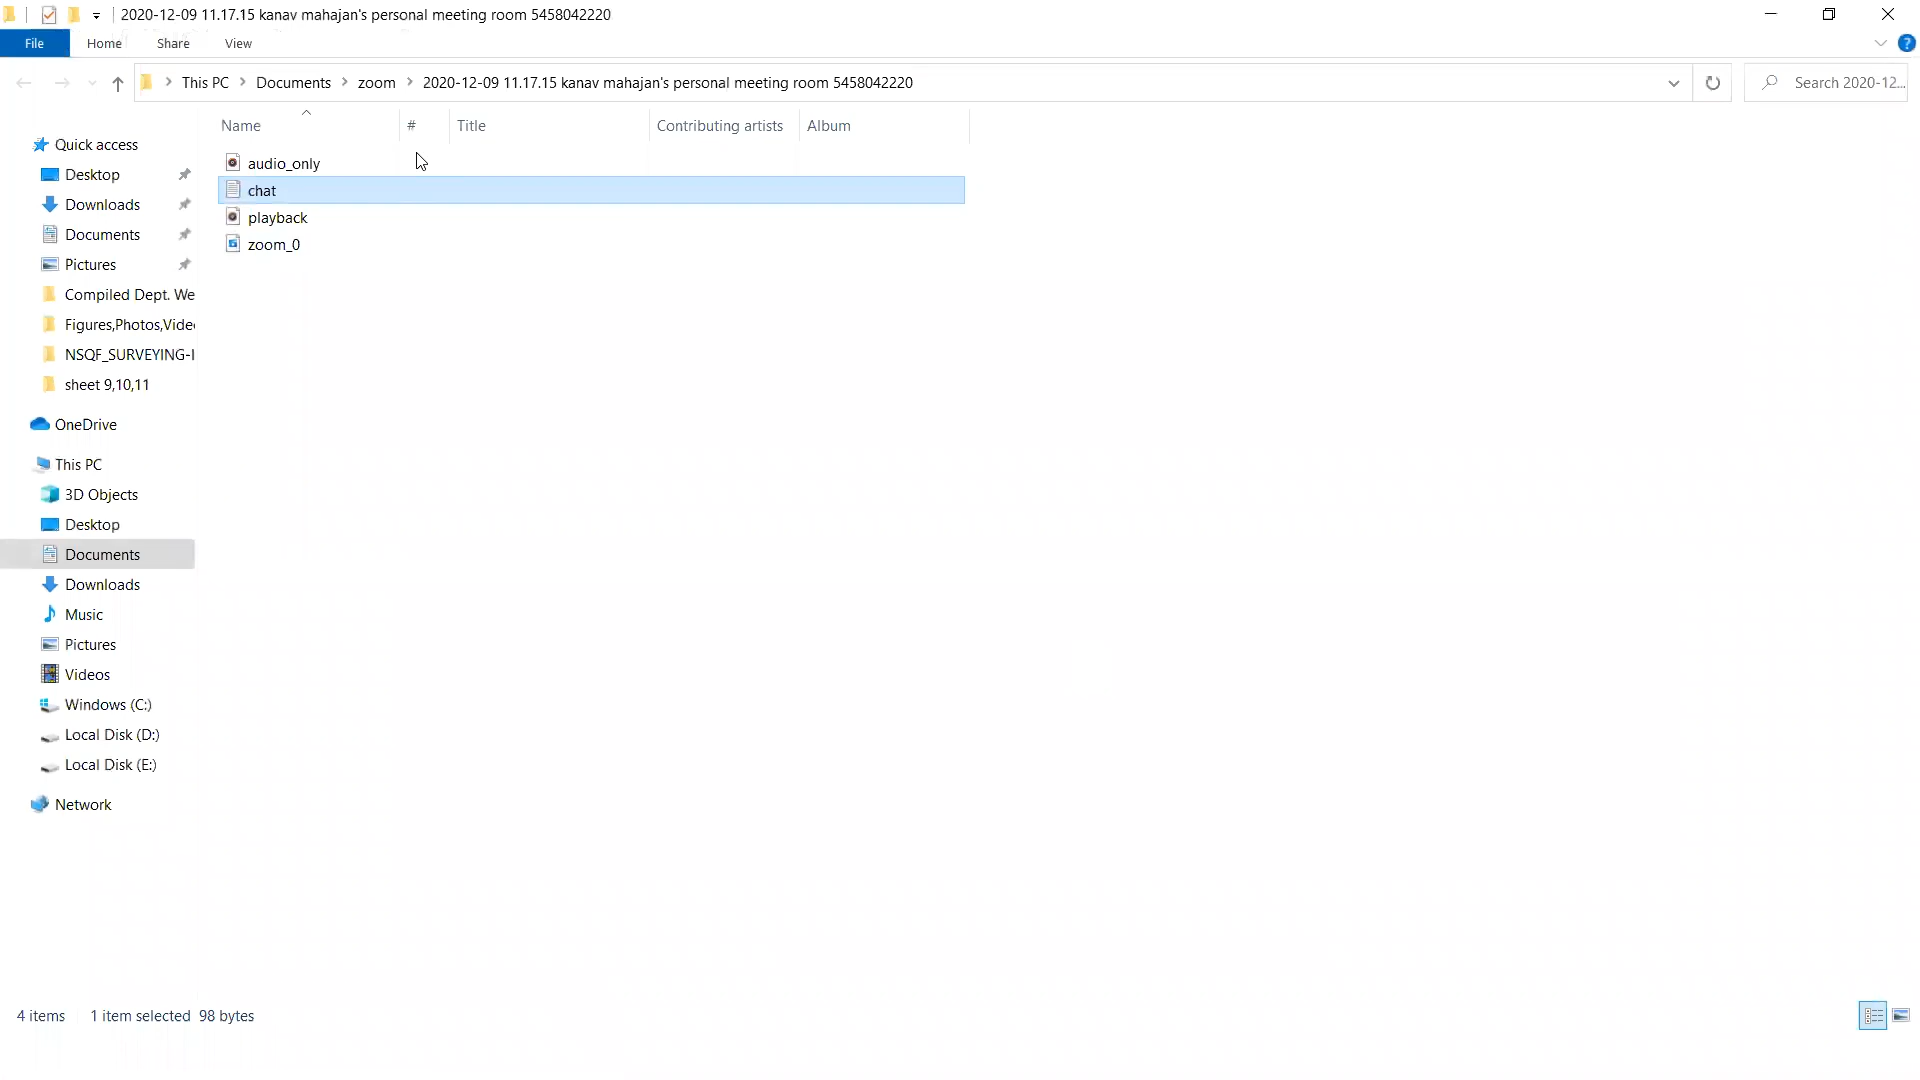 2020-12-09 11.17.15 kanav mahajan's personal meeting room 5458042220
File Home Share View
This PC Documents zoom 2020-12-09 11.17.15 kanav mahajan's personal meeting room 5458042220 Search 2020-12...
Name # Title Contributing artists Album
audio_only
chat
playback
zoom_0
Quick access
Desktop
Downloads
Documents
Pictures
Compiled Dept. We
Figures,Photos,Vide
NSQF_SURVEYING-I
sheet 9,10,11
OneDrive
This PC
3D Objects
Desktop
Documents
Downloads
Music
Pictures
Videos
Windows (C:)
Local Disk (D:)
Local Disk (E:)
Network
4 items 1 item selected 98 bytes